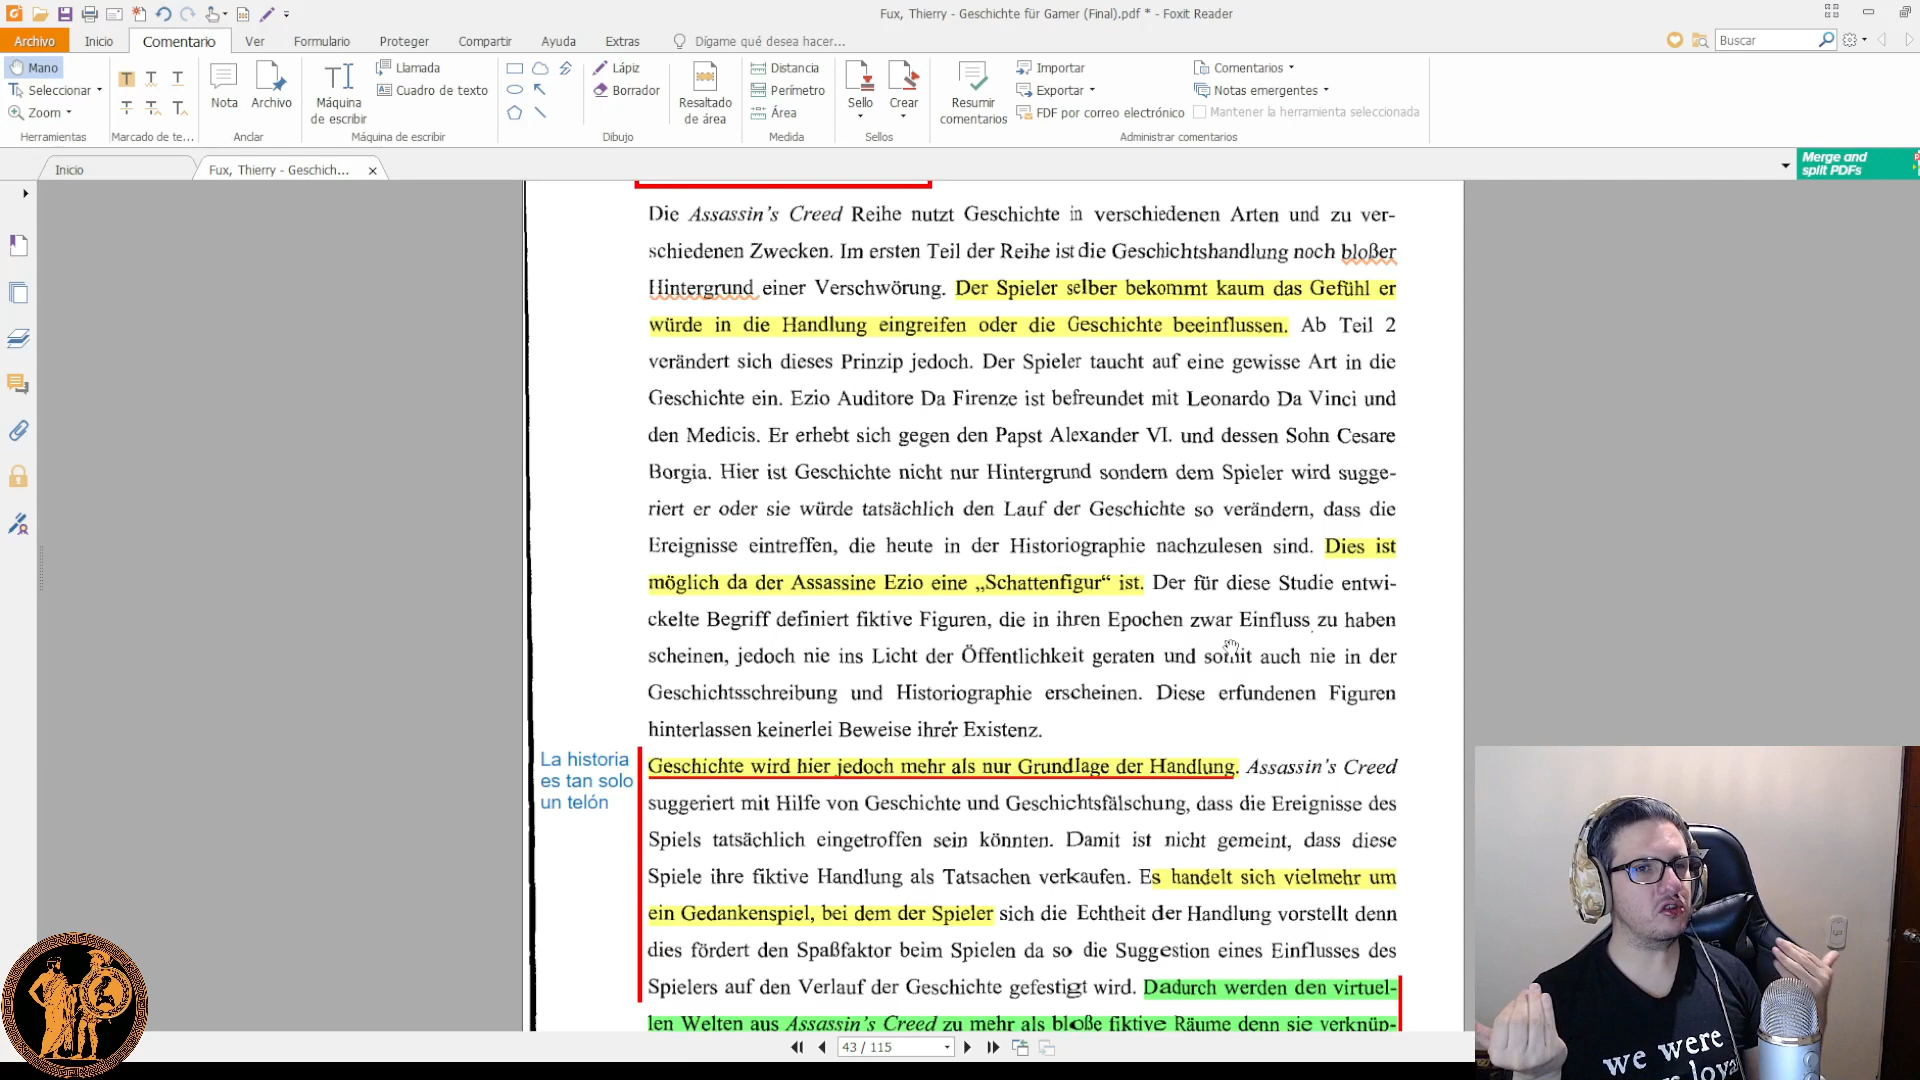 Fux, Thierry - Geschichte für Gamer (Final).pdf * - Foxit Reader
Archivo Inicio Comentario Ver Formulario Proteger Compartir Ayuda Extras Dígame qué desea hacer... Buscar
Mano
Seleccionar
Zoom
Herramientas
Marcado de te...
Nota
Archivo
Anclar
Máquina
de escribir
Llamada
Cuadro de texto
Máquina de escribir
Lápiz
Borrador
Dibujo
Resaltado
de área
Distancia
Perímetro
Área
Medida
Sello
Crear
Sellos
Resumir
comentarios
Importar
Exportar
FDF por correo electrónico
Comentarios
Notas emergentes
Mantener la herramienta seleccionada
Administrar comentarios
Inicio
Fux, Thierry - Geschich...
Merge and
split PDFs
Die Assassin's Creed Reihe nutzt Geschichte in verschiedenen Arten und zu ver-
schiedenen Zwecken. Im ersten Teil der Reihe ist die Geschichtshandlung noch bloßer
Hintergrund einer Verschwörung. Der Spieler selber bekommt kaum das Gefühl er
würde in die Handlung eingreifen oder die Geschichte beeinflussen. Ab Teil 2
verändert sich dieses Prinzip jedoch. Der Spieler taucht auf eine gewisse Art in die
Geschichte ein. Ezio Auditore Da Firenze ist befreundet mit Leonardo Da Vinci und
den Medicis. Er erhebt sich gegen den Papst Alexander VI. und dessen Sohn Cesare
Borgia. Hier ist Geschichte nicht nur Hintergrund sondern dem Spieler wird sugge-
riert er oder sie würde tatsächlich den Lauf der Geschichte so verändern, dass die
Ereignisse eintreffen, die heute in der Historiographie nachzulesen sind. Dies ist
möglich da der Assassine Ezio eine „Schattenfigur“ ist. Der für diese Studie entwi-
ckelte Begriff definiert fiktive Figuren, die in ihren Epochen zwar Einfluss zu haben
scheinen, jedoch nie ins Licht der Öffentlichkeit geraten und somit auch nie in der
Geschichtsschreibung und Historiographie erscheinen. Diese erfundenen Figuren
hinterlassen keinerlei Beweise ihrer Existenz.
La historia
es tan solo
un telón
Geschichte wird hier jedoch mehr als nur Grundlage der Handlung. Assassin's Creed
suggeriert mit Hilfe von Geschichte und Geschichtsfälschung, dass die Ereignisse des
Spiels tatsächlich eingetroffen sein könnten. Damit ist nicht gemeint, dass diese
Spiele ihre fiktive Handlung als Tatsachen verkaufen. Es handelt sich vielmehr um
ein Gedankenspiel, bei dem der Spieler sich die Echtheit der Handlung vorstellt denn
dies fördert den Spaßfaktor beim Spielen da so die Suggestion eines Einflusses des
Spielers auf den Verlauf der Geschichte gefestigt wird. Dadurch werden den virtuel-
len Welten aus Assassin's Creed zu mehr als bloße fiktive Räume denn sie verknüp-
43 / 115
we were